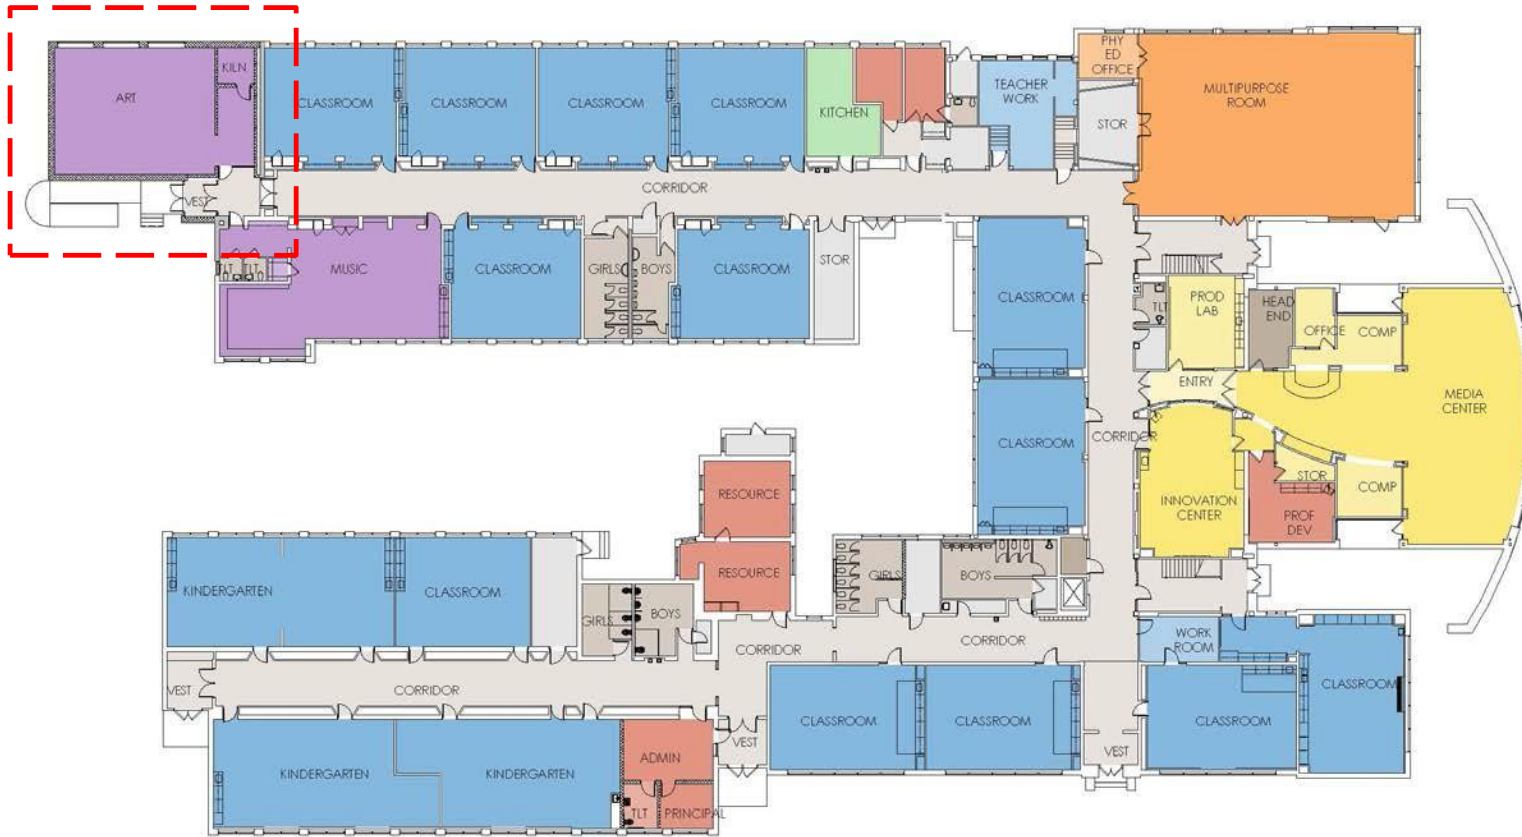 PHY
ED
OFFICE
KILN
ART
CLASSROOM
CLASSROOM
CLASSROOM
CLASSROOM
KITCHEN
TEACHER
WORK
STOR
MULTIPURPOSE
ROOM
CORRIDOR
VEST
TLT
TLT
MUSIC
CLASSROOM
GIRLS
BOYS
CLASSROOM
STOR
CLASSROOM
TLT
PROD
LAB
HEAD
END
OFFICE
COMP
ENTRY
MEDIA
CENTER
CLASSROOM
CORRIDOR
STOR
COMP
INNOVATION
CENTER
PROF
DEV
RESOURCE
RESOURCE
GIRLS
BOYS
KINDERGARTEN
CLASSROOM
GIRLS
BOYS
CORRIDOR
CORRIDOR
WORK
ROOM
VEST
CORRIDOR
CLASSROOM
CLASSROOM
CLASSROOM
CLASSROOM
VEST
VEST
ADMIN
KINDERGARTEN
KINDERGARTEN
TLT
PRINCIPAL